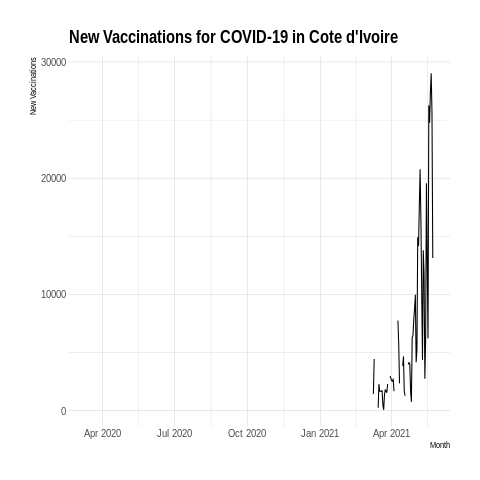 New Vaccinations for COVID-19 in Cote d'Ivoire
New Vaccinations
30000
20000
10000
0
Apr 2020 Jul 2020 Oct 2020 Jan 2021 Apr 2021
Month